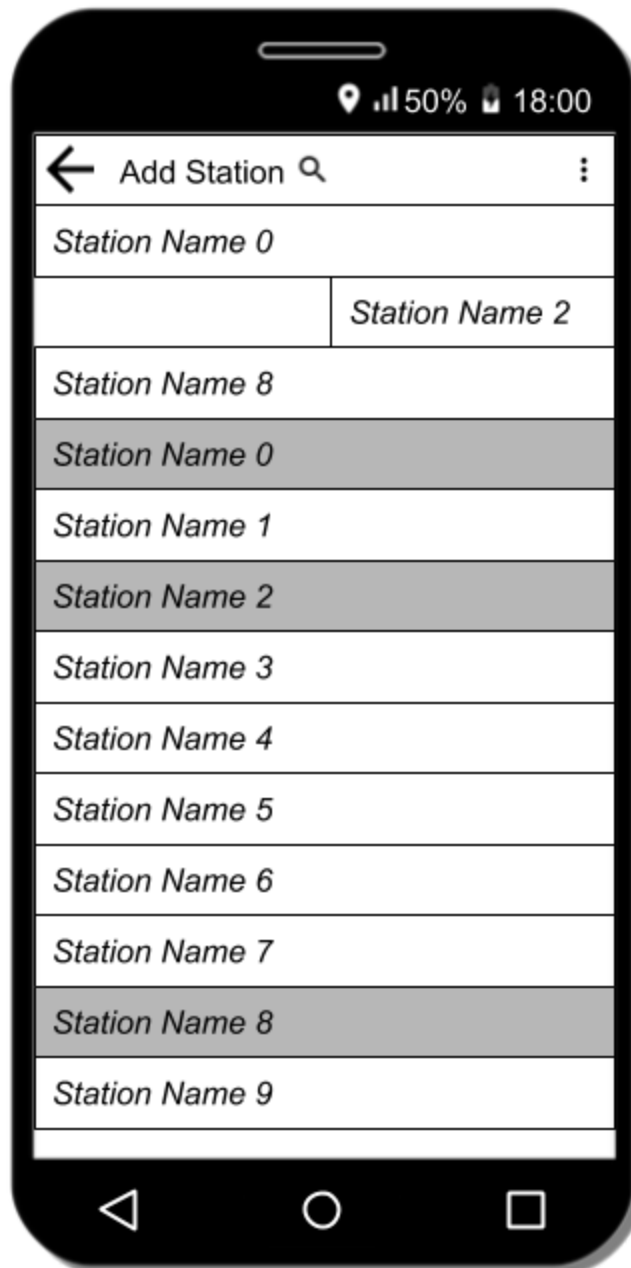 50% 18:00
Add Station
Station Name 0
Station Name 2
Station Name 8
Station Name 0
Station Name 1
Station Name 2
Station Name 3
Station Name 4
Station Name 5
Station Name 6
Station Name 7
Station Name 8
Station Name 9